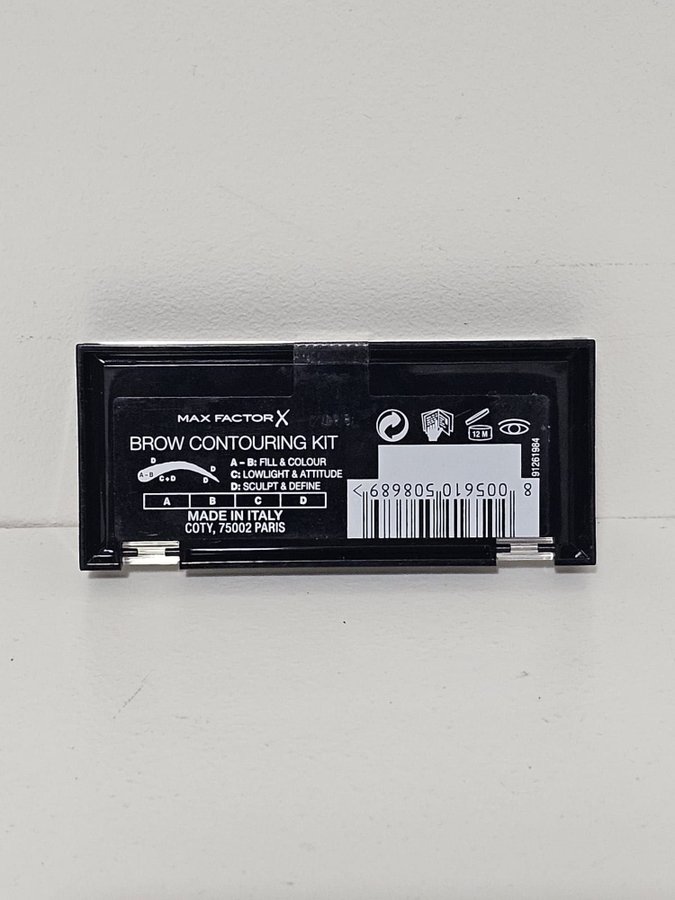 MAX FACTOR X
BROW CONTOURING KIT
D
A-B
C+D
D
D
A – B: FILL & COLOUR
C: LOWLIGHT & ATTITUDE
D: SCULPT & DEFINE
A B C D
MADE IN ITALY
COTY, 75002 PARIS
12 M
8 005610 508689 >
91261984